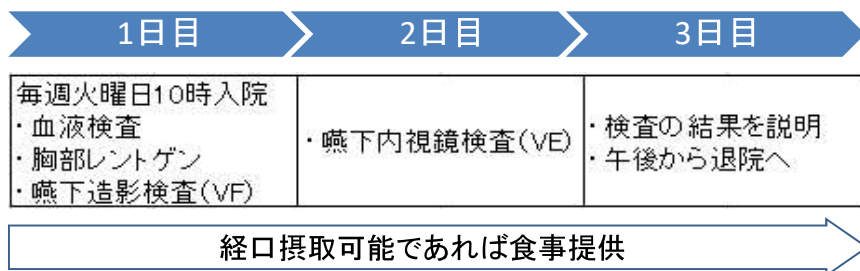 1日目
2日目
3日目
毎週火曜日10時入院
・血液検査
・胸部レントゲン
・嚥下造影検査(VF)
・嚥下内視鏡検査(VE)
・検査の結果を説明
・午後から退院へ
経口摂取可能であれば食事提供